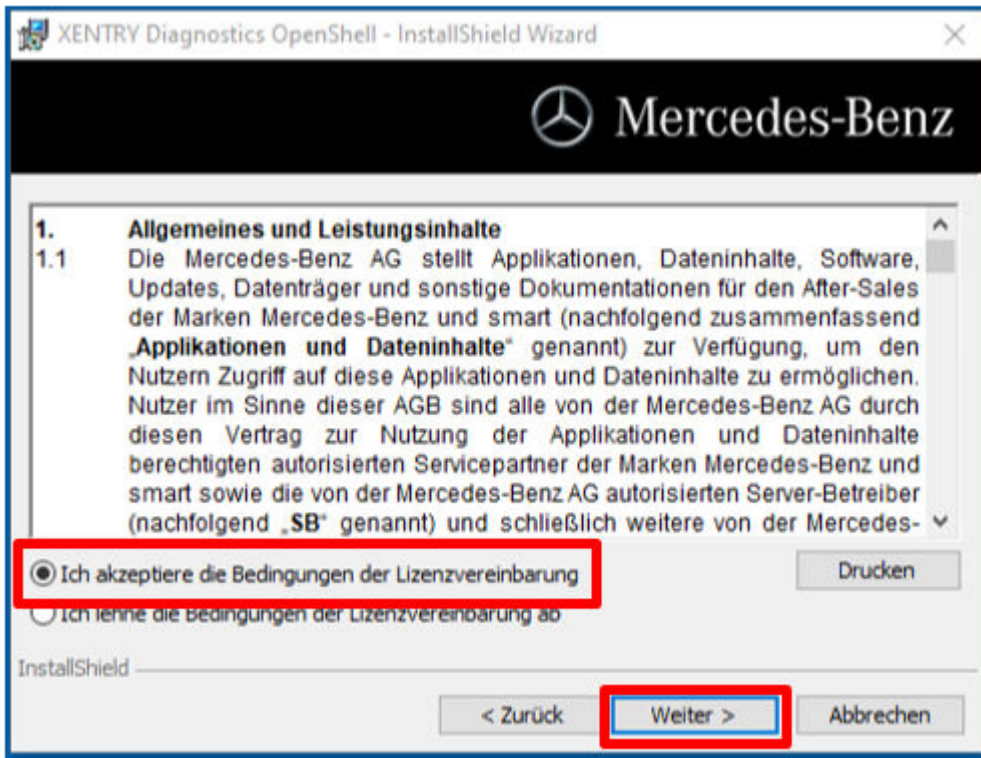 XENTRY Diagnostics OpenShell - InstallShield Wizard
Mercedes-Benz
1. Allgemeines und Leistungsinhalte
1.1 Die Mercedes-Benz AG stellt Applikationen, Dateninhalte, Software,
Updates, Datenträger und sonstige Dokumentationen für den After-Sales
der Marken Mercedes-Benz und smart (nachfolgend zusammenfassend
„Applikationen und Dateninhalte“ genannt) zur Verfügung, um den
Nutzern Zugriff auf diese Applikationen und Dateninhalte zu ermöglichen.
Nutzer im Sinne dieser AGB sind alle von der Mercedes-Benz AG durch
diesen Vertrag zur Nutzung der Applikationen und Dateninhalte
berechtigten autorisierten Servicepartner der Marken Mercedes-Benz und
smart sowie die von der Mercedes-Benz AG autorisierten Server-Betreiber
(nachfolgend „SB“ genannt) und schließlich weitere von der Mercedes-
Ich akzeptiere die Bedingungen der Lizenzvereinbarung
Drucken
Ich lehne die Bedingungen der Lizenzvereinbarung ab
InstallShield
< Zurück
Weiter >
Abbrechen